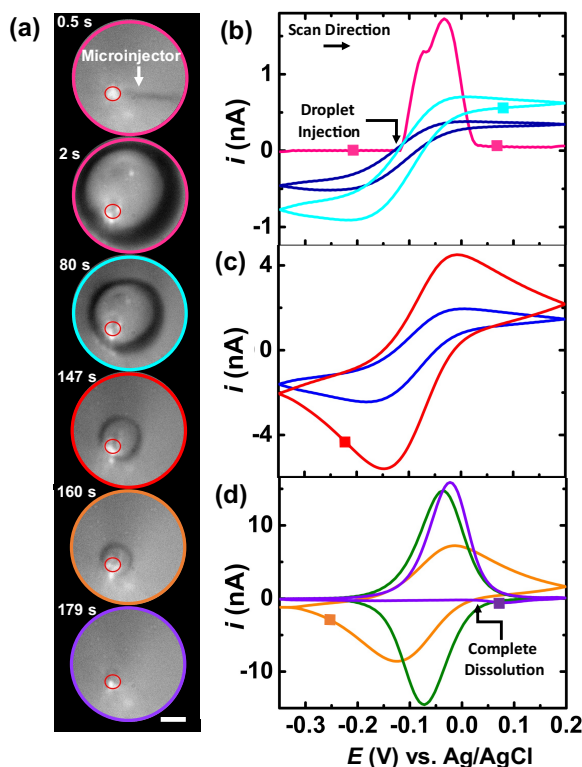 (a)
0.5 s
Microinjector
2 s
80 s
147 s
160 s
179 s
(b)
Scan Direction
Droplet
Injection
i (nA)
1
0
-1
(c)
i (nA)
4
0
-4
(d)
i (nA)
10
0
-10
Complete
Dissolution
-0.3 -0.2 -0.1 0.0 0.1 0.2
E (V) vs. Ag/AgCl